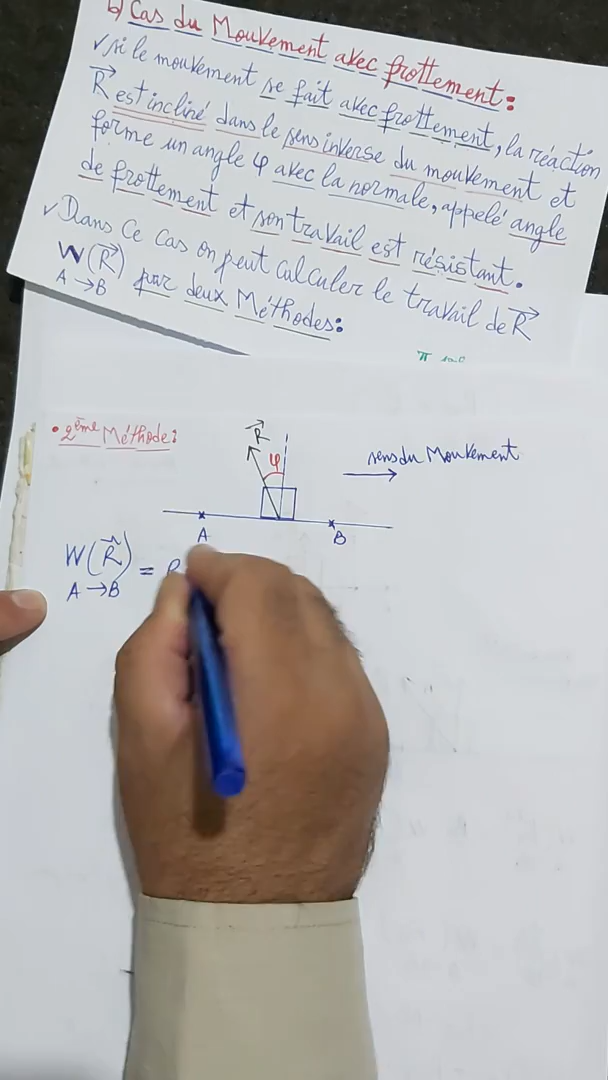 b) Cas du Mouvement avec frottement:
✓ si le mouvement se fait avec frottement, la réaction
R⃗ est incliné dans le sens inverse du mouvement et
forme un angle φ avec la normale, appelé angle
de frottement et son travail est résistant.
✓ Dans ce cas on peut calculer le travail de R⃗
W(R⃗) par deux Méthodes:
A→B
• 2ème Méthode:
R⃗
φ
sens du Mouvement
A
B
W(R⃗) =
A→B